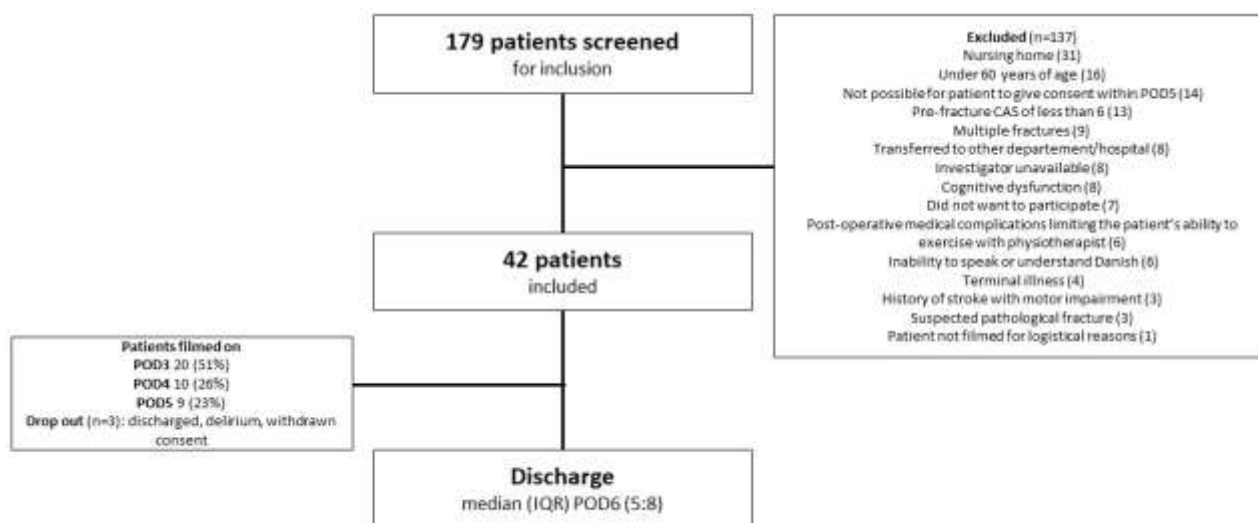 179 patients screened
for inclusion
Excluded (n=137)
Nursing home (31)
Under 60 years of age (16)
Not possible for patient to give consent within POD5 (14)
Pre-fracture CAS of less than 6 (13)
Multiple fractures (9)
Transferred to other departement/hospital (8)
Investigator unavailable (8)
Cognitive dysfunction (8)
Did not want to participate (7)
Post-operative medical complications limiting the patient's ability to
exercise with physiotherapist (6)
Inability to speak or understand Danish (6)
Terminal illness (4)
History of stroke with motor impairment (3)
Suspected pathological fracture (3)
Patient not filmed for logistical reasons (1)
42 patients
included
Patients filmed on
POD3 20 (51%)
POD4 10 (26%)
POD5 9 (23%)
Drop out (n=3): discharged, delirium, withdrawn
consent
Discharge
median (IQR) POD6 (5:8)